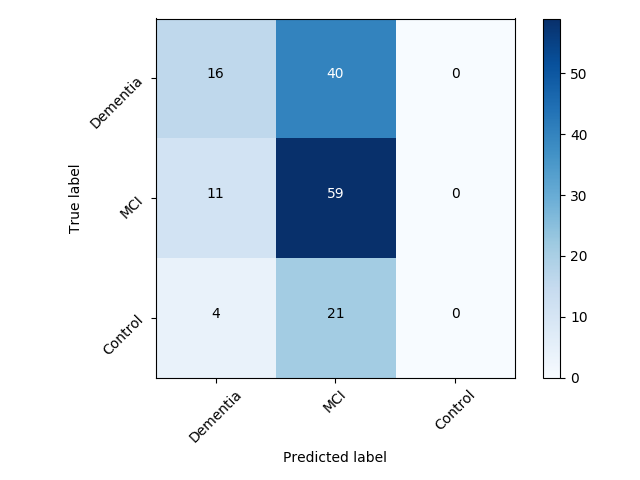 Dementia 16 40 0
MCI 11 59 0
Control 4 21 0
Dementia MCI Control
True label
Predicted label
50
40
30
20
10
0